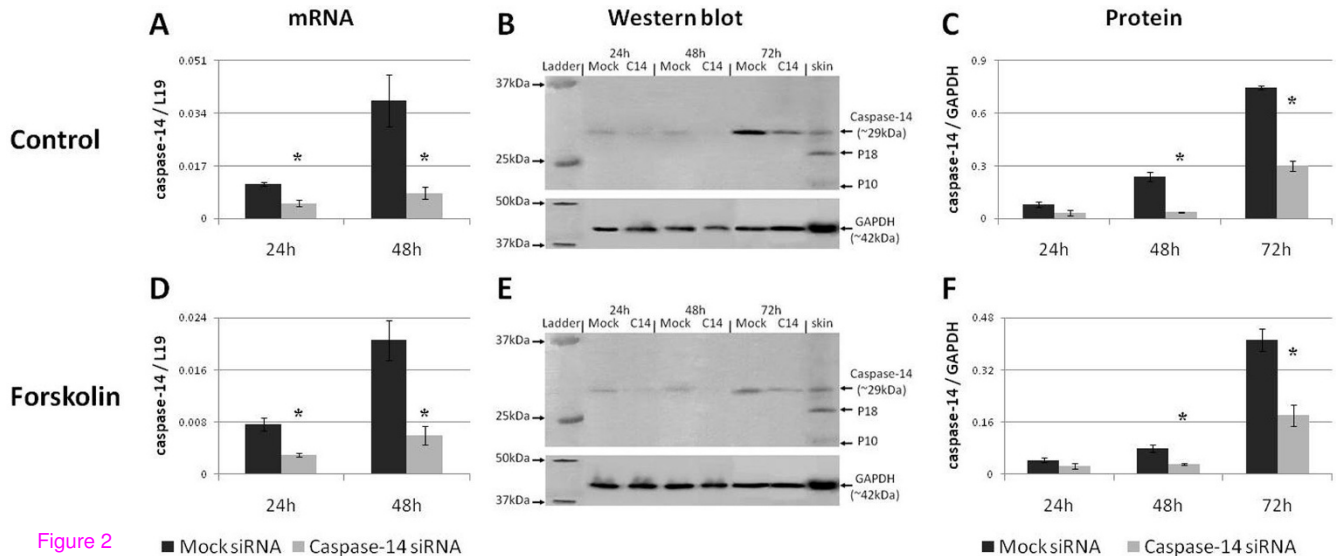 mRNA
Western blot
Protein
Control
A
caspase-14 / L19
0.051
0.034
0.017
0
*
*
24h
48h
B
24h
48h
72h
Ladder
Mock
C14
Mock
C14
Mock
C14
skin
37kDa
25kDa
50kDa
37kDa
Caspase-14
(~29kDa)
P18
P10
GAPDH
(~42kDa)
C
caspase-14 / GAPDH
0.9
0.6
0.3
0
*
*
24h
48h
72h
Forskolin
D
caspase-14 / L19
0.024
0.016
0.008
0
*
*
24h
48h
E
24h
48h
72h
Ladder
Mock
C14
Mock
C14
Mock
C14
skin
37kDa
25kDa
50kDa
37kDa
Caspase-14
(~29kDa)
P18
P10
GAPDH
(~42kDa)
F
caspase-14 / GAPDH
0.48
0.32
0.16
0
*
*
24h
48h
72h
Figure 2
Mock siRNA
Caspase-14 siRNA